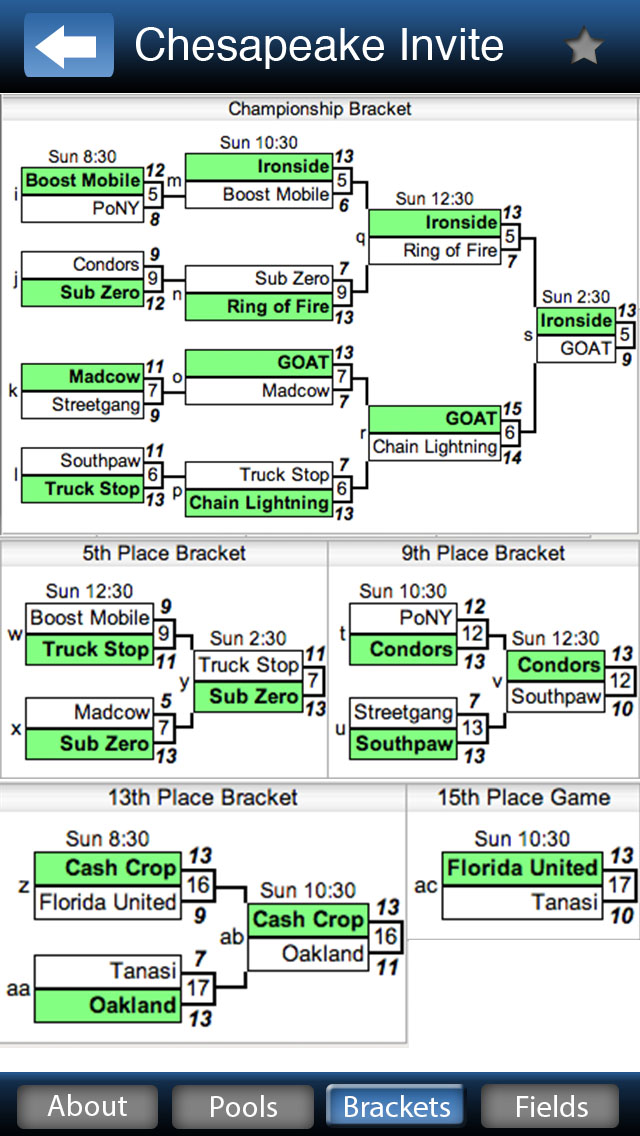 Chesapeake Invite
Championship Bracket
Sun 8:30
i
Boost Mobile 12
5
PoNY 8
j
Condors 9
9
Sub Zero 12
k
Madcow 11
7
Streetgang 9
l
Southpaw 11
6
Truck Stop 13
Sun 10:30
m
Ironside 13
5
Boost Mobile 6
n
Sub Zero 7
9
Ring of Fire 13
o
GOAT 13
7
Madcow 7
p
Truck Stop 7
6
Chain Lightning 13
Sun 12:30
q
Ironside 13
5
Ring of Fire 7
r
GOAT 15
6
Chain Lightning 14
Sun 2:30
s
Ironside 13
5
GOAT 9
5th Place Bracket
Sun 12:30
w
Boost Mobile 9
9
Truck Stop 11
x
Madcow 5
7
Sub Zero 13
Sun 2:30
y
Truck Stop 11
7
Sub Zero 13
9th Place Bracket
Sun 10:30
t
PoNY 12
12
Condors 13
u
Streetgang 7
13
Southpaw 13
Sun 12:30
v
Condors 13
12
Southpaw 10
13th Place Bracket
Sun 8:30
z
Cash Crop 13
16
Florida United 9
aa
Tanasi 7
17
Oakland 13
Sun 10:30
ab
Cash Crop 13
16
Oakland 11
15th Place Game
Sun 10:30
ac
Florida United 13
17
Tanasi 10
About
Pools
Brackets
Fields